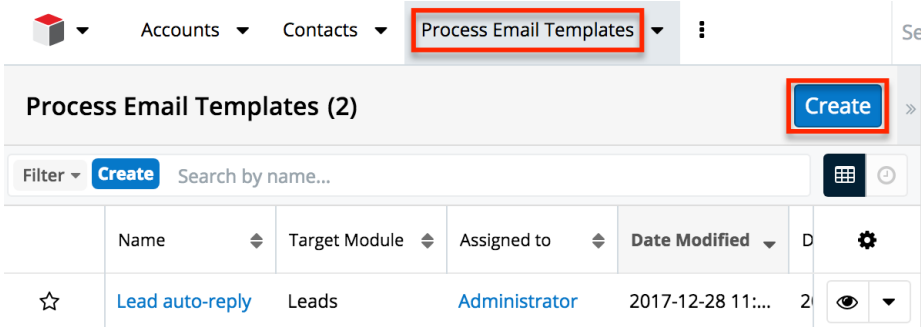 Accounts Contacts Process Email Templates Se
Process Email Templates (2) Create »
Filter Create Search by name...
Name Target Module Assigned to Date Modified D
Lead auto-reply Leads Administrator 2017-12-28 11:... 20